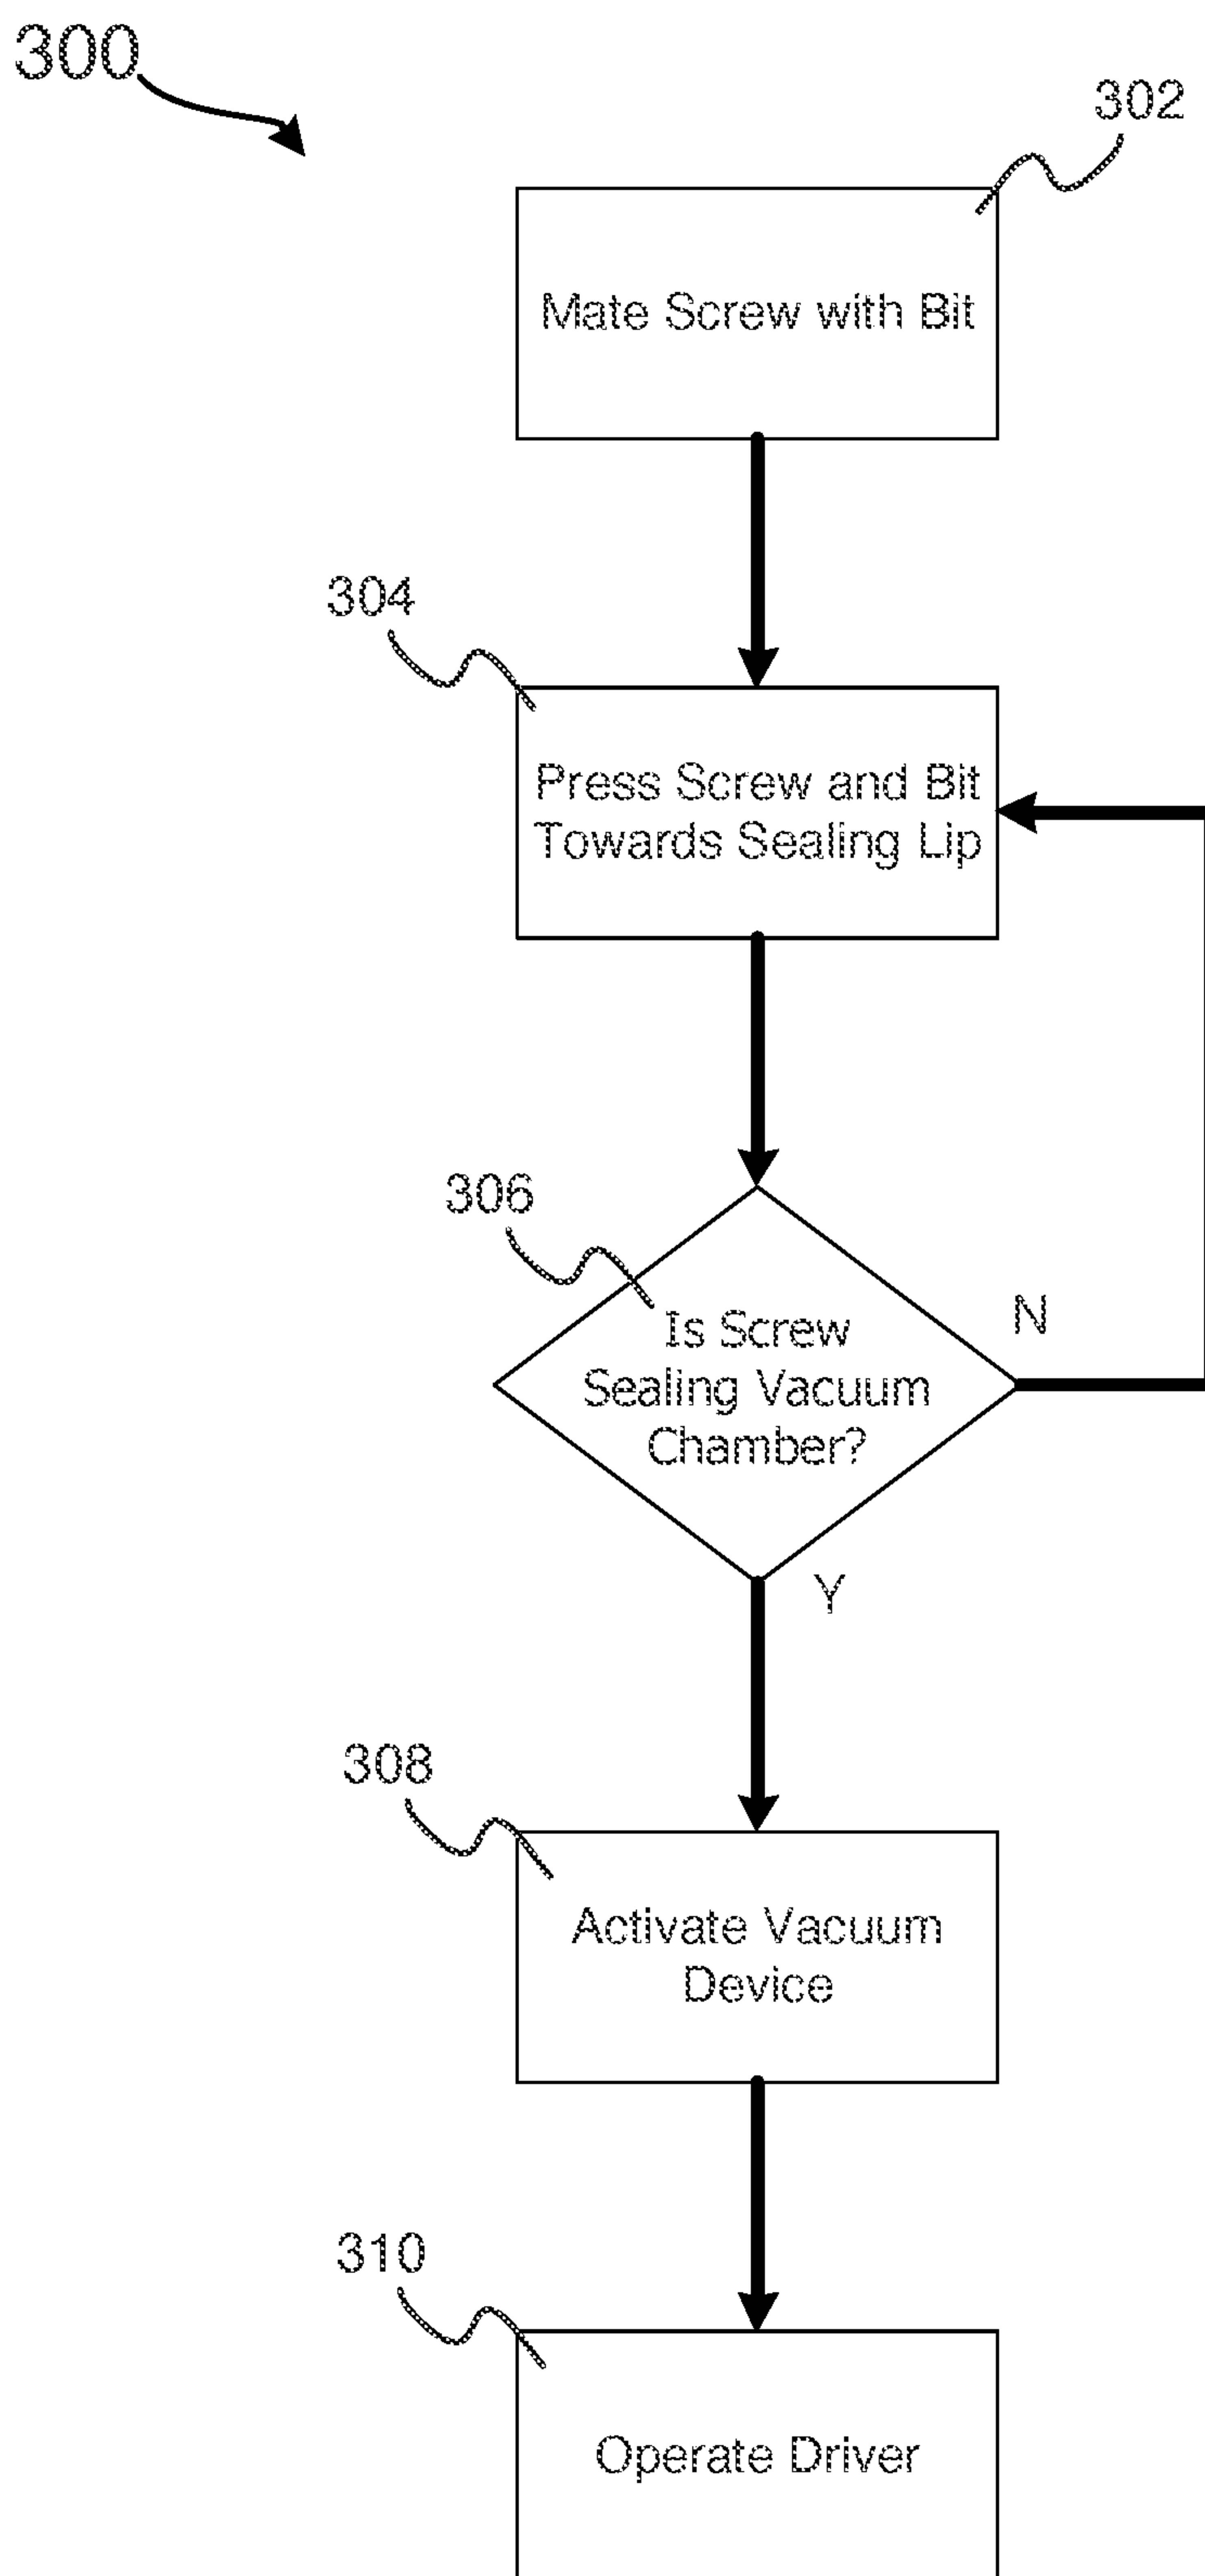 300
302
Mate Screw with Bit
304
Press Screw and Bit
Towards Sealing Lip
306
Is Screw
Sealing Vacuum
Chamber?
N
Y
308
Activate Vacuum
Device
310
Operate Driver